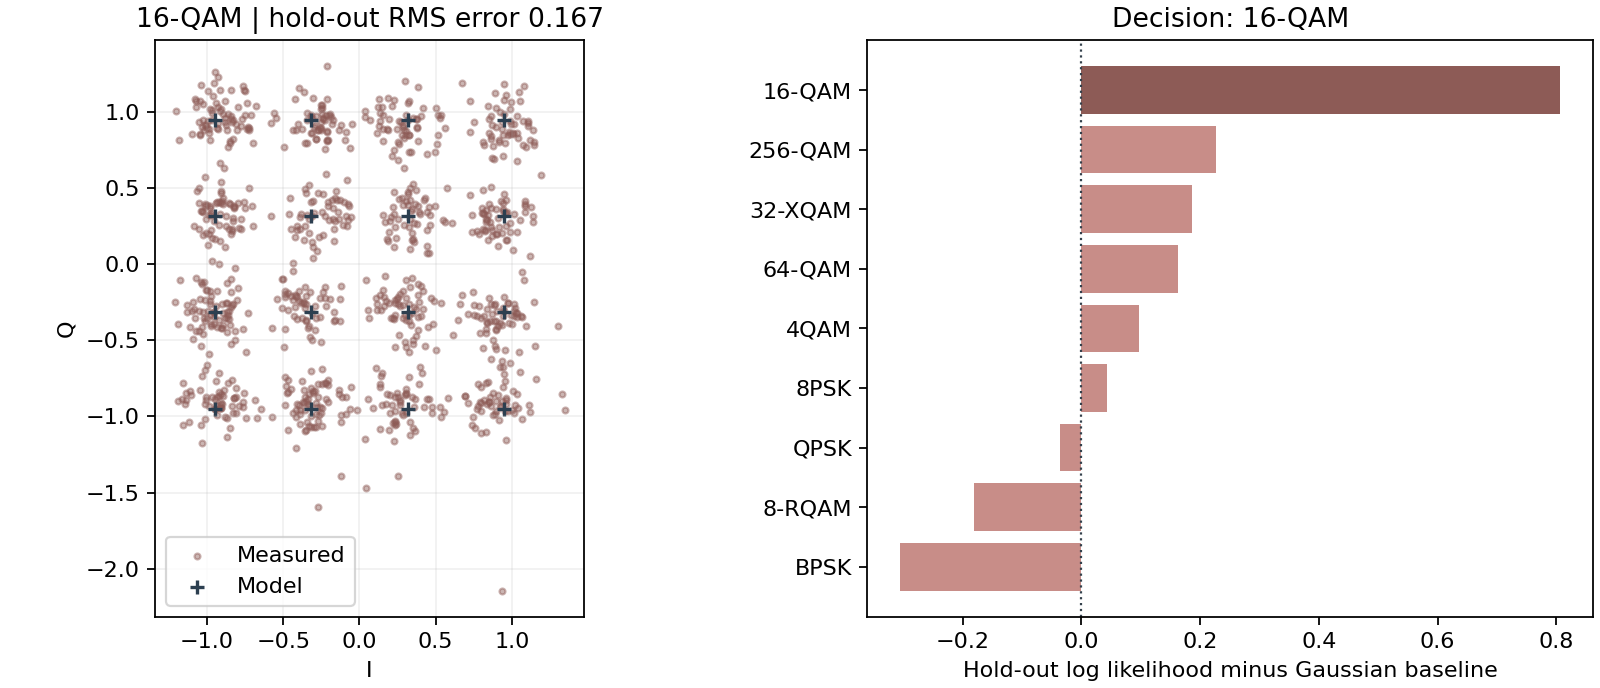 16-QAM | hold-out RMS error 0.167
1.0
0.5
0.0
−0.5
−1.0
−1.5
−2.0
Q
Measured
Model
−1.0
−0.5
0.0
0.5
1.0
I
Decision: 16-QAM
16-QAM
256-QAM
32-XQAM
64-QAM
4QAM
8PSK
QPSK
8-RQAM
BPSK
−0.2
0.0
0.2
0.4
0.6
0.8
Hold-out log likelihood minus Gaussian baseline